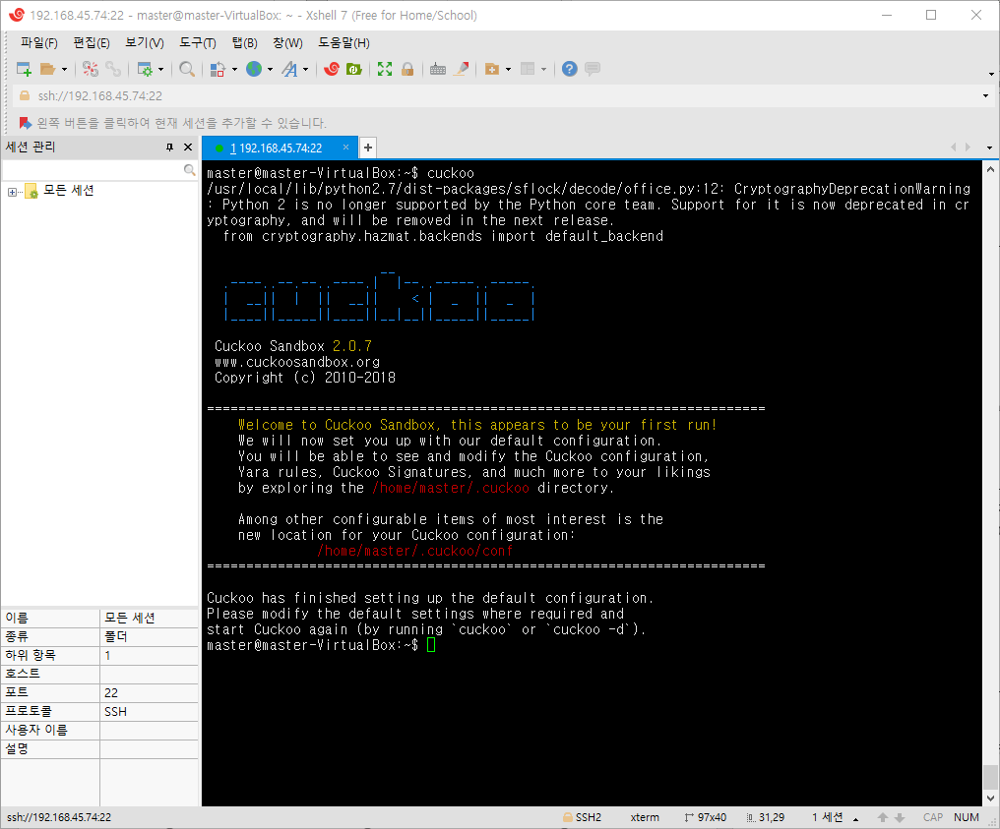 192.168.45.74:22 - master@master-VirtualBox: ~ - Xshell 7 (Free for Home/School)
파일(F) 편집(E) 보기(V) 도구(T) 탭(B) 창(W) 도움말(H)
ssh://192.168.45.74:22
왼쪽 버튼을 클릭하여 현재 세션을 추가할 수 있습니다.
세션 관리
1 192.168.45.74:22
모든 세션
master@master-VirtualBox:~$ cuckoo
/usr/local/lib/python2.7/dist-packages/sflock/decode/office.py:12: CryptographyDeprecationWarning
: Python 2 is no longer supported by the Python core team. Support for it is now deprecated in cr
yptography, and will be removed in the next release.
from cryptography.hazmat.backends import default_backend
cuckoo
Cuckoo Sandbox 2.0.7
www.cuckoosandbox.org
Copyright (c) 2010-2018
=======================================================================
Welcome to Cuckoo Sandbox, this appears to be your first run!
We will now set you up with our default configuration.
You will be able to see and modify the Cuckoo configuration,
Yara rules, Cuckoo Signatures, and much more to your likings
by exploring the /home/master/.cuckoo directory.
Among other configurable items of most interest is the
new location for your Cuckoo configuration:
/home/master/.cuckoo/conf
=======================================================================
Cuckoo has finished setting up the default configuration.
Please modify the default settings where required and
start Cuckoo again (by running `cuckoo` or `cuckoo -d`).
master@master-VirtualBox:~$
이름 모든 세션
종류 폴더
하위 항목 1
호스트
포트 22
프로토콜 SSH
사용자 이름
설명
ssh://192.168.45.74:22 SSH2 xterm 97x40 31,29 1 세션 CAP NUM